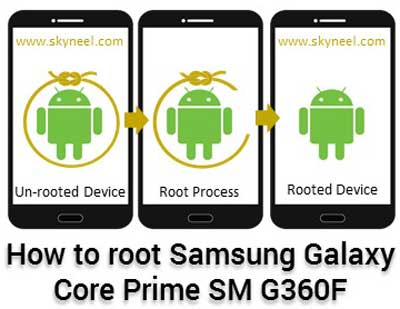 www.skyneel.com
www.skyneel.com
Un-rooted Device
Root Process
Rooted Device
How to root Samsung Galaxy
Core Prime SM G360F